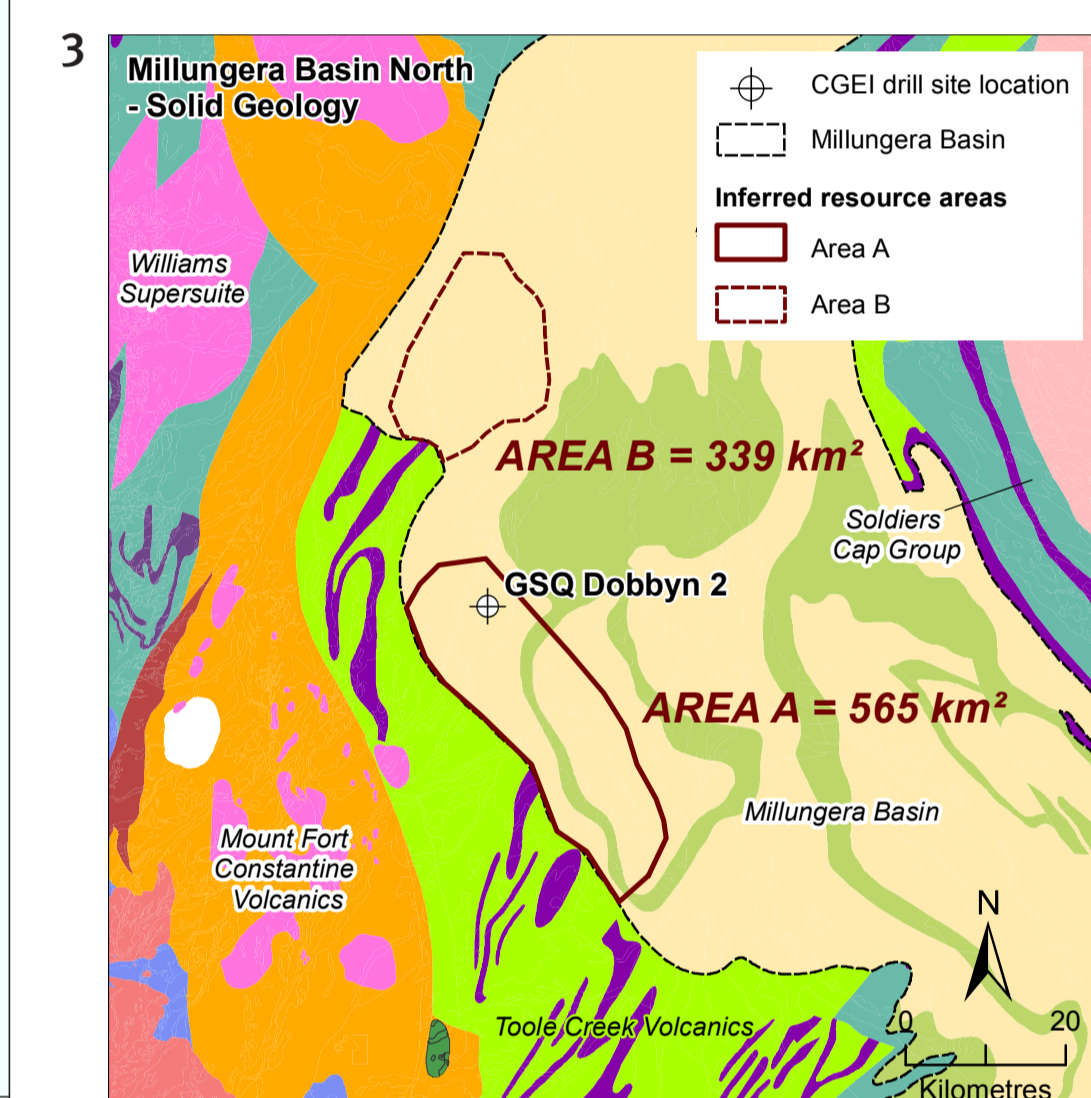 3
Millungera Basin North
- Solid Geology
CGEI drill site location
Millungera Basin
Inferred resource areas
Area A
Area B
Williams
Supersuite
AREA B = 339 km²
Soldiers
Cap Group
GSQ Dobbyn 2
AREA A = 565 km²
Millungera Basin
Mount Fort
Constantine
Volcanics
N
Toole Creek Volcanics
0 20
Kilometres